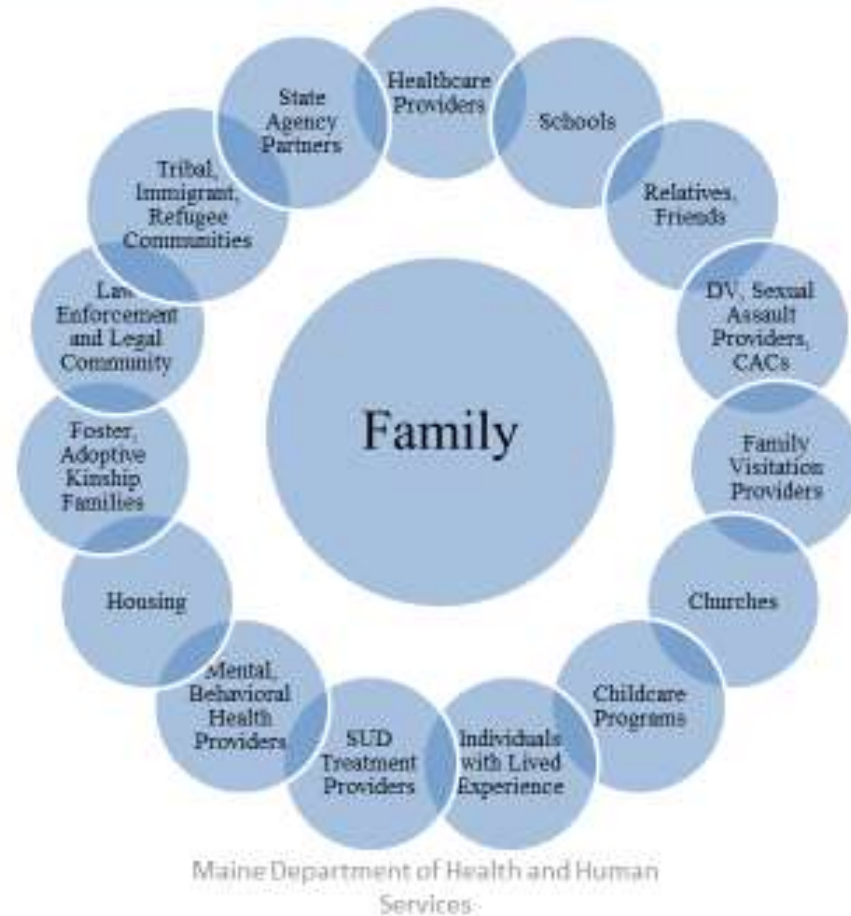 Healthcare
Providers
Schools
Relatives,
Friends
DV, Sexual
Assault
Providers,
CACs
Family
Visitation
Providers
Churches
Childcare
Programs
Individuals
with Lived
Experience
SUD
Treatment
Providers
Mental,
Behavioral
Health
Providers
Housing
Foster,
Adoptive
Kinship
Families
Law
Enforcement
and Legal
Community
Tribal,
Immigrant,
Refugee
Communities
State
Agency
Partners
Family
Maine Department of Health and Human
Services